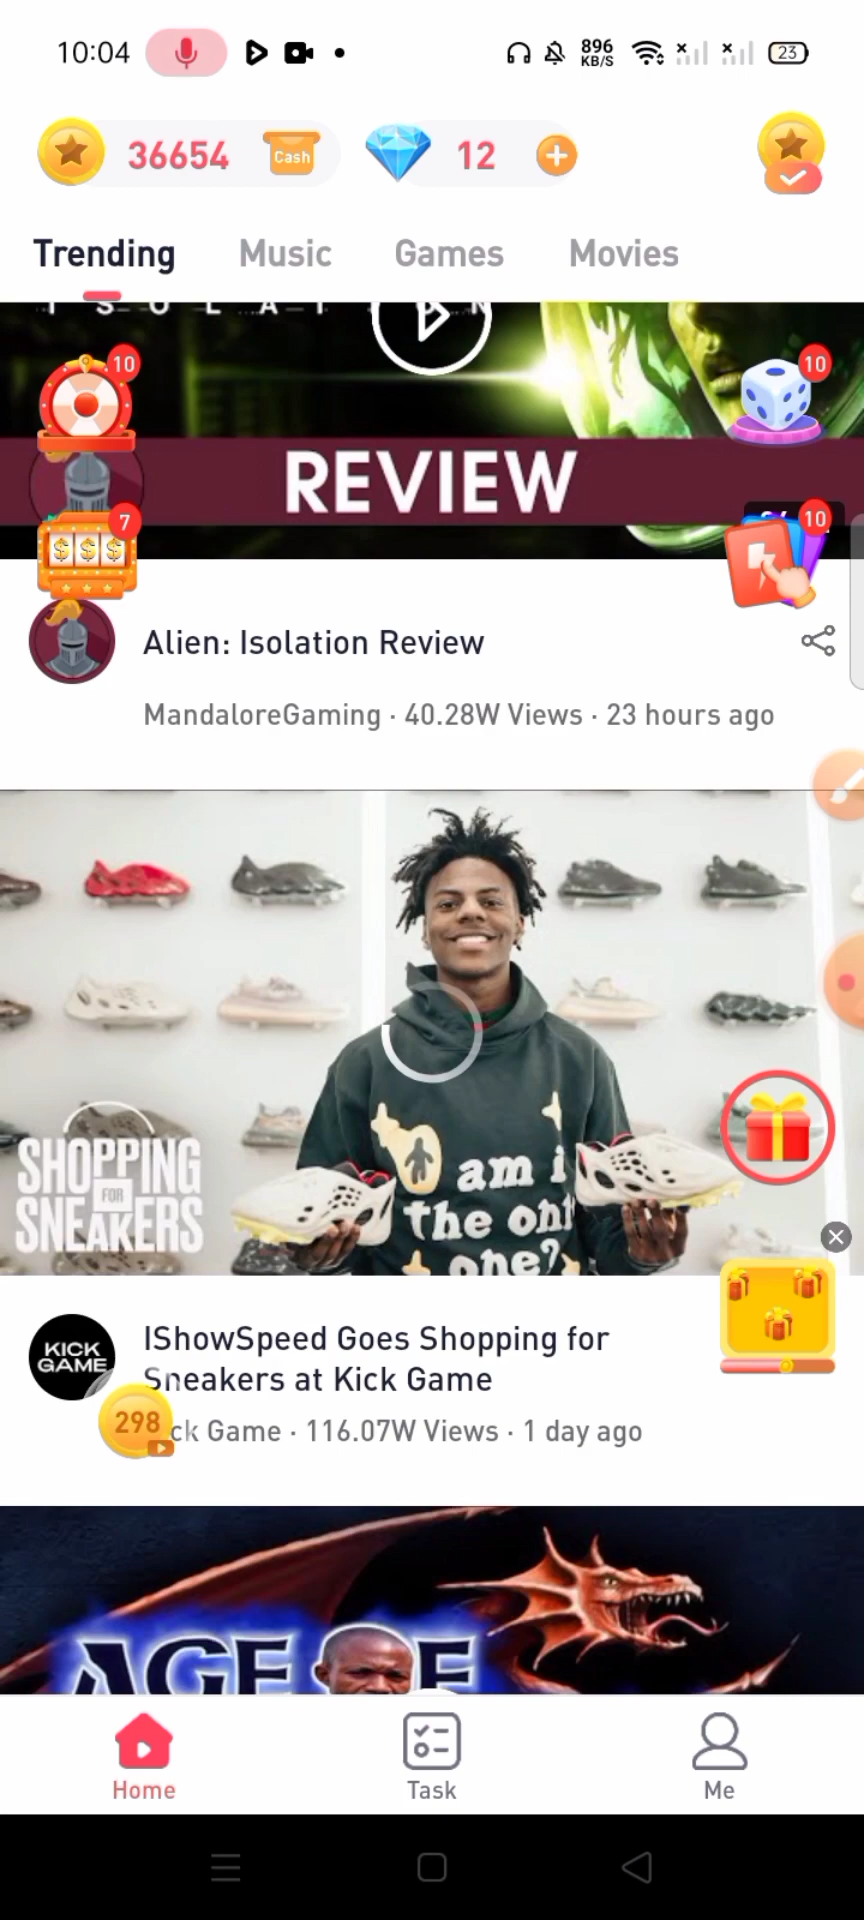 10:04
896
KB/S
23
36654
Cash
12
Trending Music Games Movies
REVIEW
10
10
7
10
Alien: Isolation Review
MandaloreGaming · 40.28W Views · 23 hours ago
am i
the only
one?
SHOPPING
FOR
SNEAKERS
KICK
GAME
IShowSpeed Goes Shopping for
Sneakers at Kick Game
298
ck Game · 116.07W Views · 1 day ago
AGE OF
Home Task Me